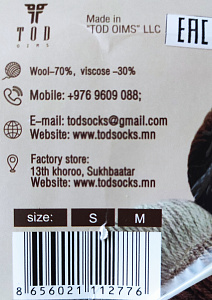 TOD
OIMS
Made in
"TOD OIMS" LLC
EAC
Wool-70%, viscose -30%
Mobile: +976 9609 088;
E-mail: todsocks@gmail.com
Website: www.todsocks.mn
Factory store:
13th khoroo, Sukhbaatar
Website: www.todsocks.mn
size: S M
8 656021 112776